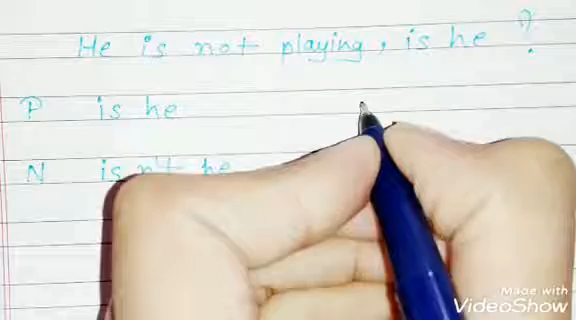 He is not playing, is he ?
P is he
N isn't he
Made with
VideoShow